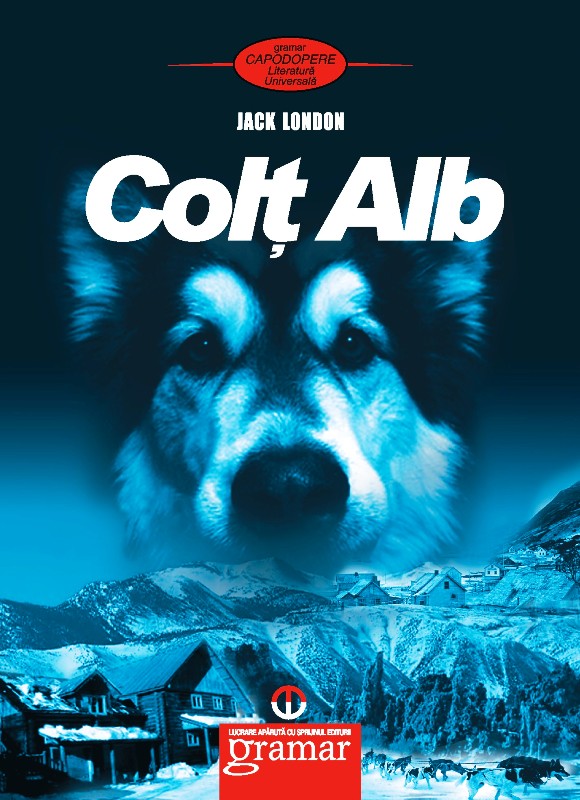 gramar
CAPODOPERE
Literatură
Universală
JACK LONDON
Colț Alb
LUCRARE APĂRUTĂ CU SPRIJINUL EDITURII
gramar